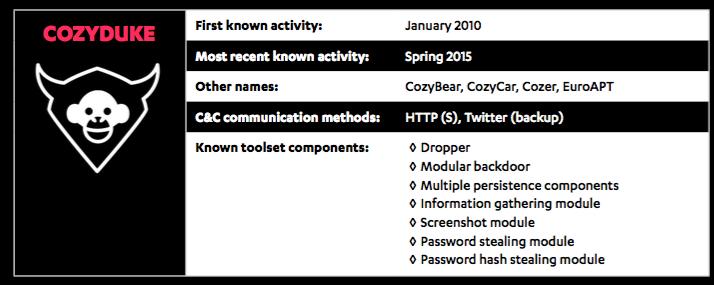 COZYDUKE
First known activity: January 2010
Most recent known activity: Spring 2015
Other names: CozyBear, CozyCar, Cozer, EuroAPT
C&C communication methods: HTTP (S), Twitter (backup)
Known toolset components: ◊ Dropper
◊ Modular backdoor
◊ Multiple persistence components
◊ Information gathering module
◊ Screenshot module
◊ Password stealing module
◊ Password hash stealing module